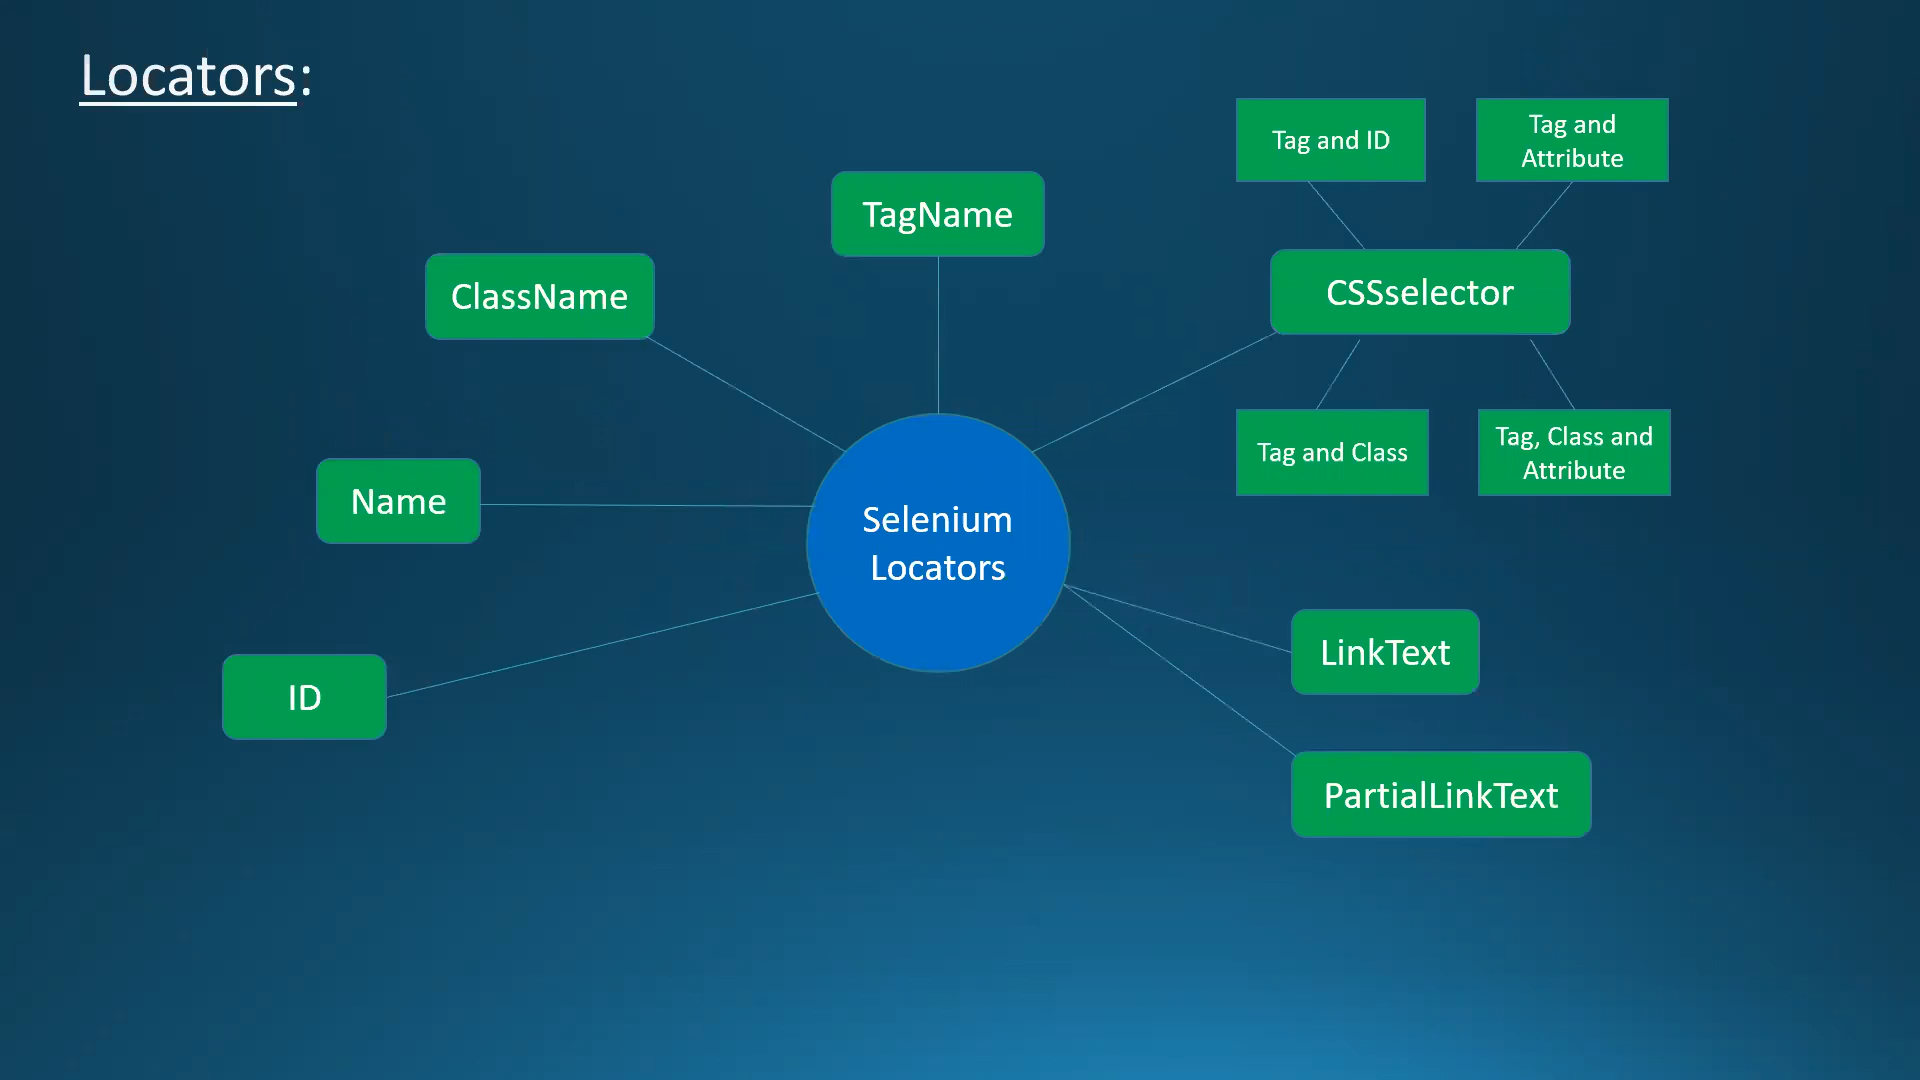 Locators:
Tag and ID
Tag and
Attribute
TagName
ClassName
CSSselector
Tag and Class
Tag, Class and
Attribute
Name
Selenium
Locators
LinkText
ID
PartialLinkText